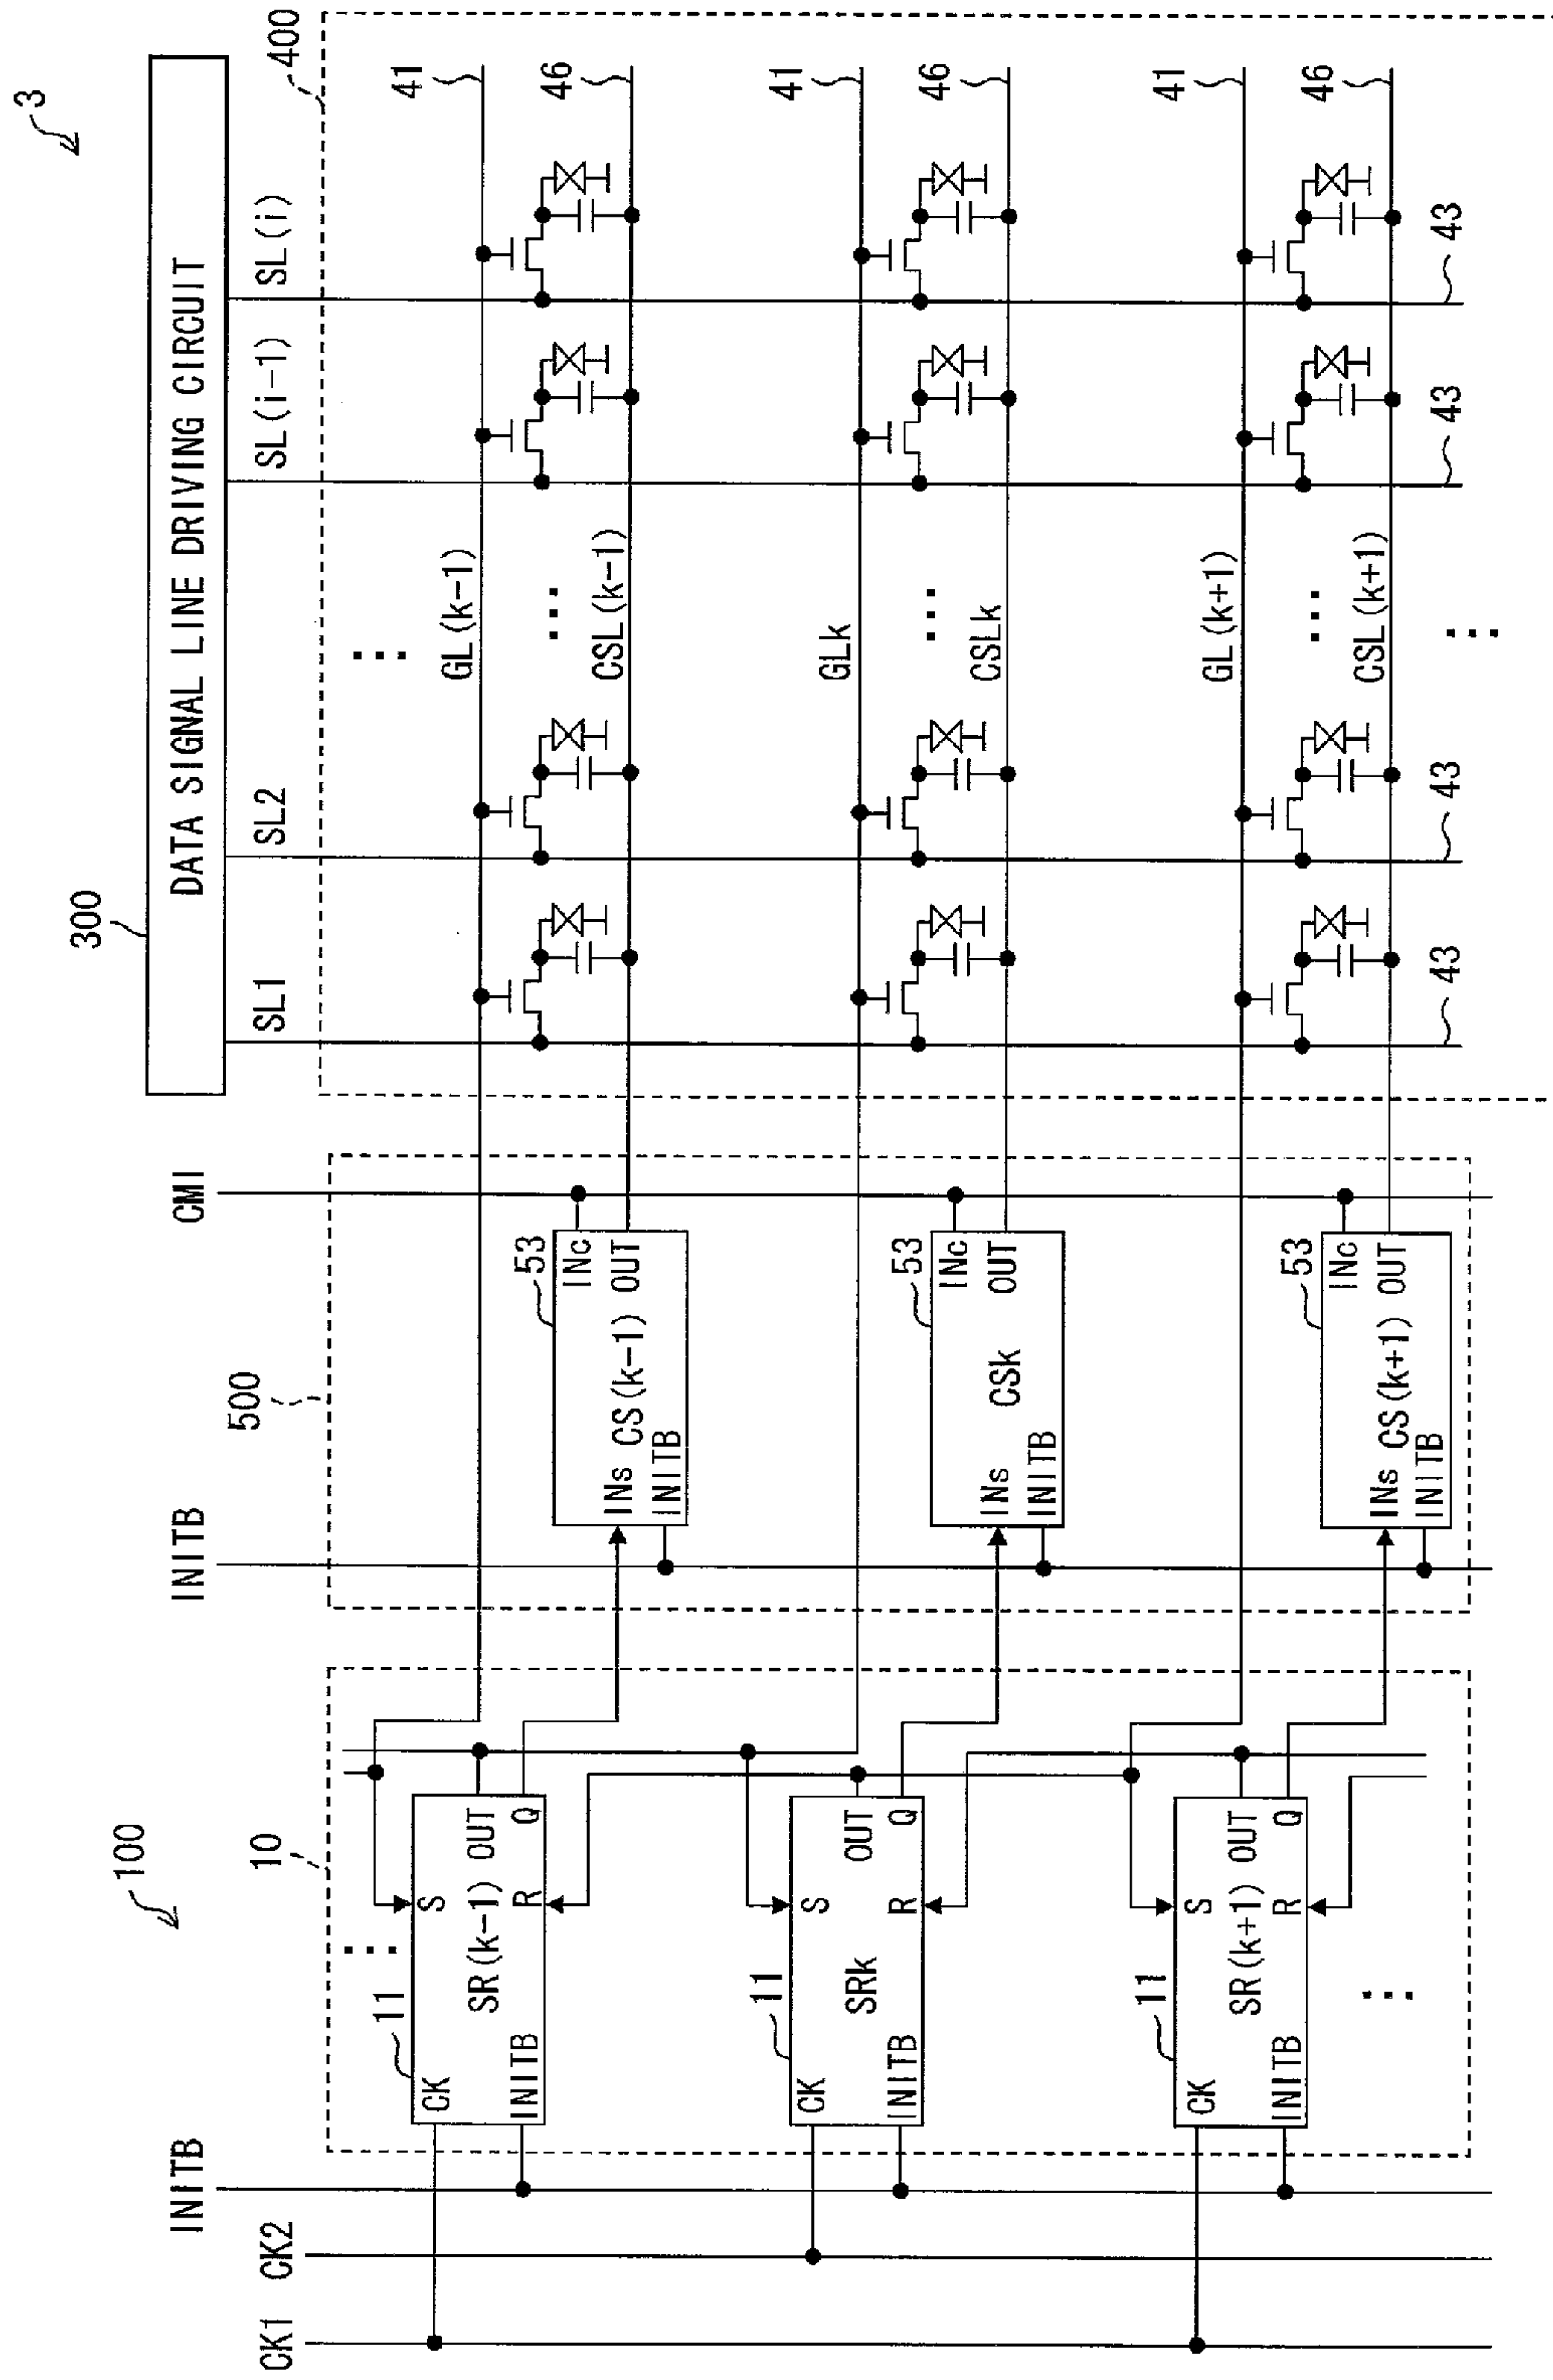 3
300
DATA SIGNAL LINE DRIVING CIRCUIT
100
CK1
CK2
INITB
10
INITB
500
CMI
SL1
SL2
SL(i-1)
SL(i)
400
...
11
CK
S
SR(k-1)
OUT
INITB
R
Q
53
INc
INs
CS(k-1)
OUT
INITB
...
GL(k-1)
41
...
CSL(k-1)
46
11
CK
S
SRk
OUT
INITB
R
Q
53
INc
CSk
INs
OUT
INITB
GLk
41
...
CSLk
46
11
CK
S
SR(k+1)
OUT
INITB
R
Q
53
INc
INs
CS(k+1)
OUT
INITB
GL(k+1)
41
...
CSL(k+1)
46
...
...
43
43
43
43